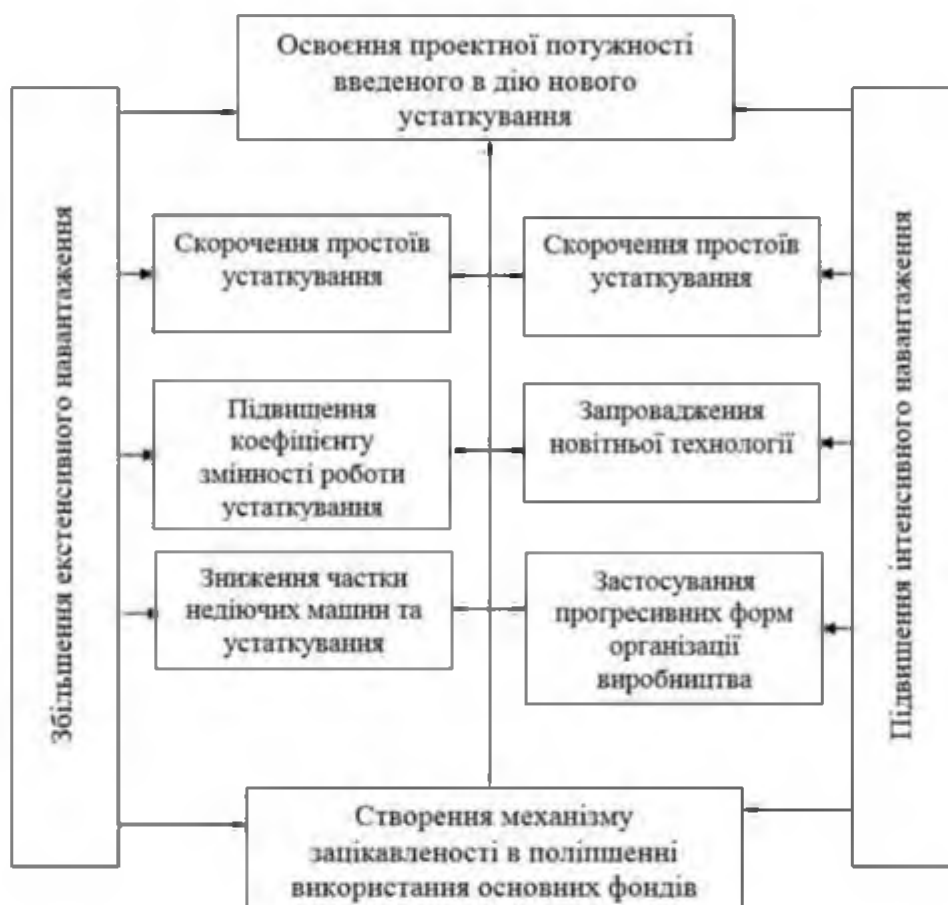 Освоєння проектної потужності
введеного в дію нового
устаткування
Збільшення екстенсивного навантаження
Скорочення простоїв
устаткування
Скорочення простоїв
устаткування
Підвищення
коефіцієнту
змінності роботи
устаткування
Запровадження
новітньої технології
Зниження частки
недіючих машин та
устаткування
Застосування
прогресивних форм
організації
виробництва
Підвищення інтенсивного навантаження
Створення механізму
зацікавленості в поліпшенні
використання основних фондів